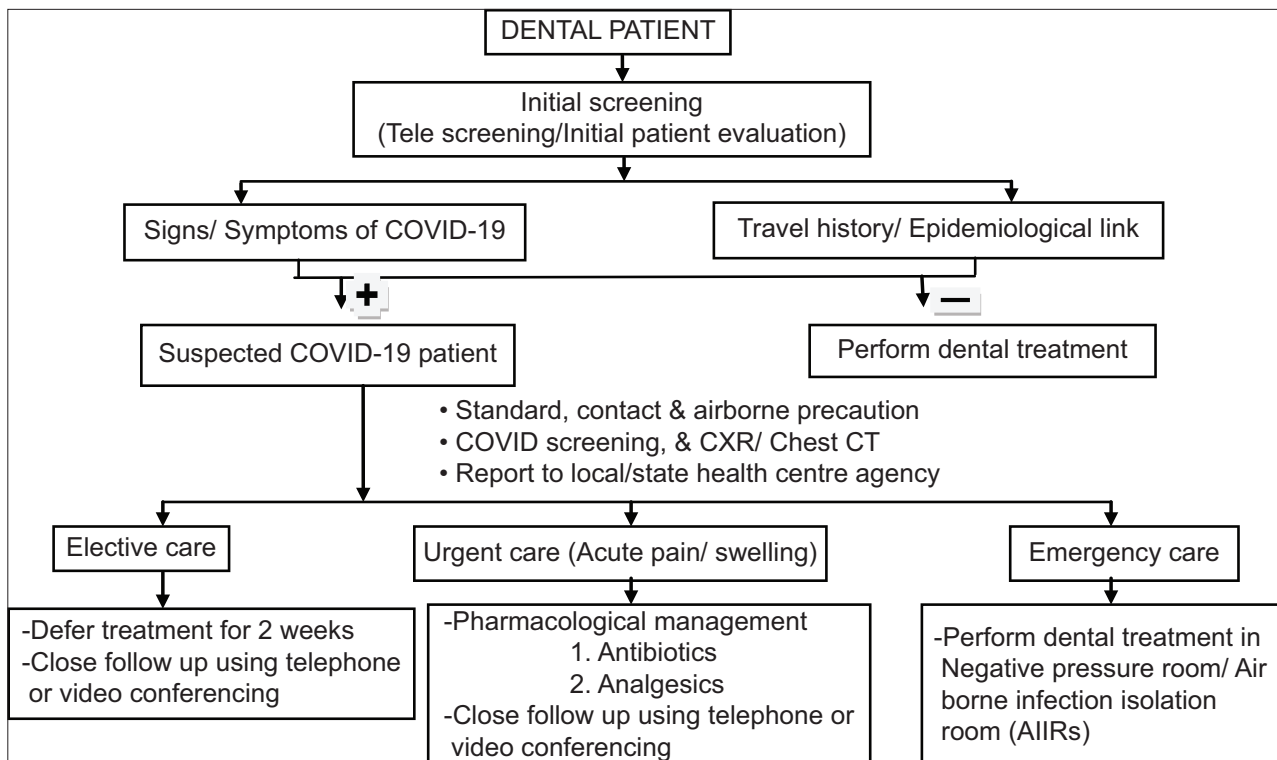 DENTAL PATIENT
Initial screening
(Tele screening/Initial patient evaluation)
Signs/ Symptoms of COVID-19
Travel history/ Epidemiological link
+
—
Suspected COVID-19 patient
Perform dental treatment
• Standard, contact & airborne precaution
• COVID screening, & CXR/ Chest CT
• Report to local/state health centre agency
Elective care
Urgent care (Acute pain/ swelling)
Emergency care
-Defer treatment for 2 weeks
-Close follow up using telephone
or video conferencing
-Pharmacological management
1. Antibiotics
2. Analgesics
-Close follow up using telephone or
video conferencing
-Perform dental treatment in
Negative pressure room/ Air
borne infection isolation
room (AIIRs)